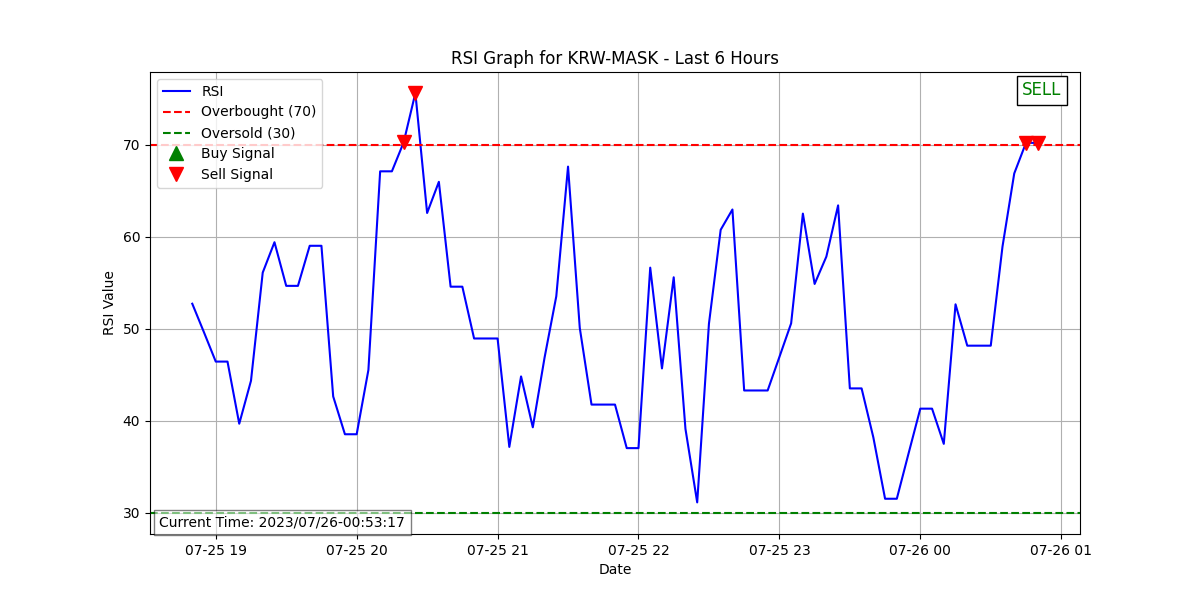 RSI Graph for KRW-MASK - Last 6 Hours
SELL
RSI
Overbought (70)
Oversold (30)
Buy Signal
Sell Signal
70
60
50
40
30
RSI Value
Current Time: 2023/07/26-00:53:17
07-25 19 07-25 20 07-25 21 07-25 22 07-25 23 07-26 00 07-26 01
Date